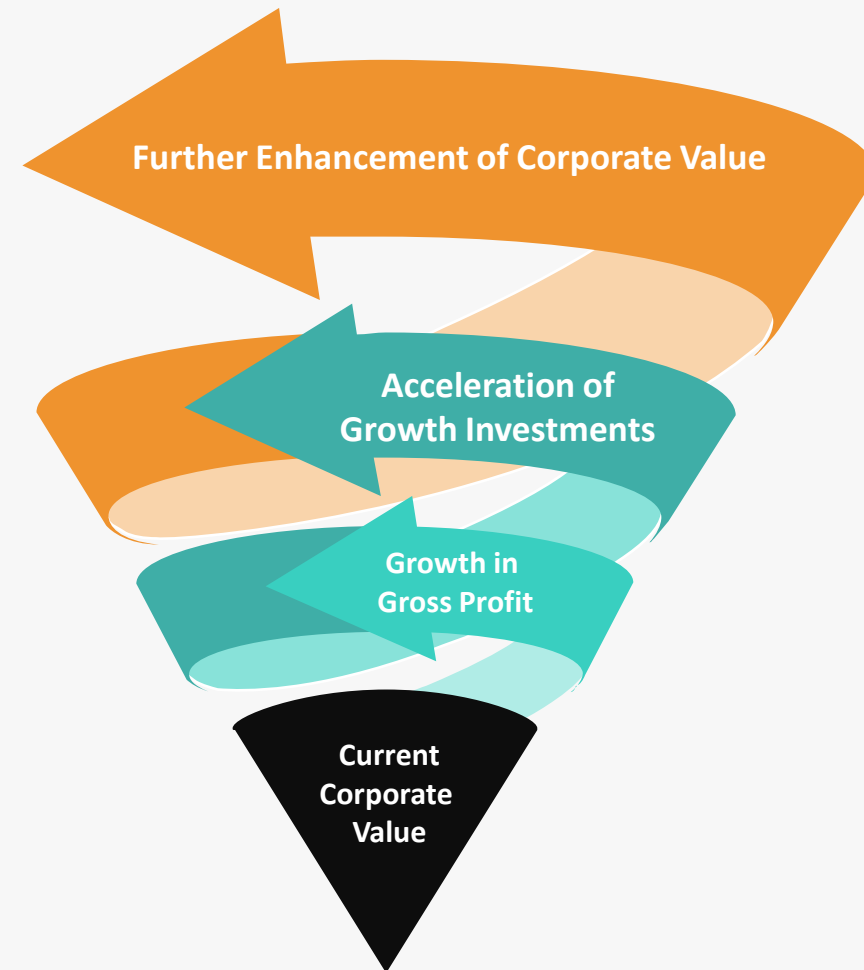 Further Enhancement of Corporate Value
Acceleration of
Growth Investments
Growth in
Gross Profit
Current
Corporate
Value